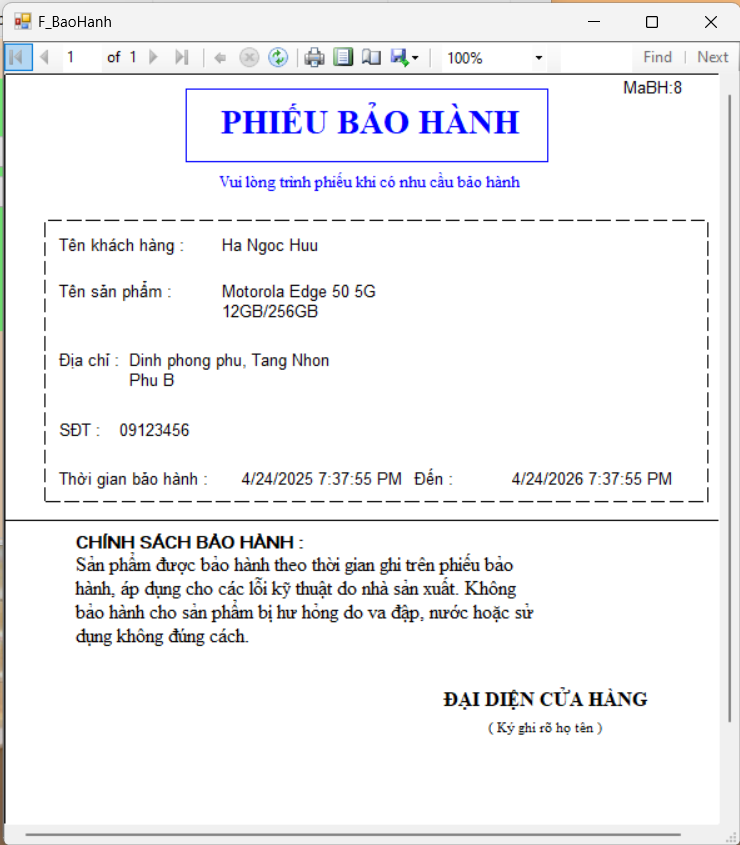 F_BaoHanh
1 of 1 100% Find Next
MaBH:8
PHIẾU BẢO HÀNH
Vui lòng trình phiếu khi có nhu cầu bảo hành
Tên khách hàng : Ha Ngoc Huu
Tên sản phẩm : Motorola Edge 50 5G
12GB/256GB
Địa chỉ : Dinh phong phu, Tang Nhon
Phu B
SĐT : 09123456
Thời gian bảo hành : 4/24/2025 7:37:55 PM Đến : 4/24/2026 7:37:55 PM
CHÍNH SÁCH BẢO HÀNH :
Sản phẩm được bảo hành theo thời gian ghi trên phiếu bảo
hành, áp dụng cho các lỗi kỹ thuật do nhà sản xuất. Không
bảo hành cho sản phẩm bị hư hỏng do va đập, nước hoặc sử
dụng không đúng cách.
ĐẠI DIỆN CỬA HÀNG
( Ký ghi rõ họ tên )